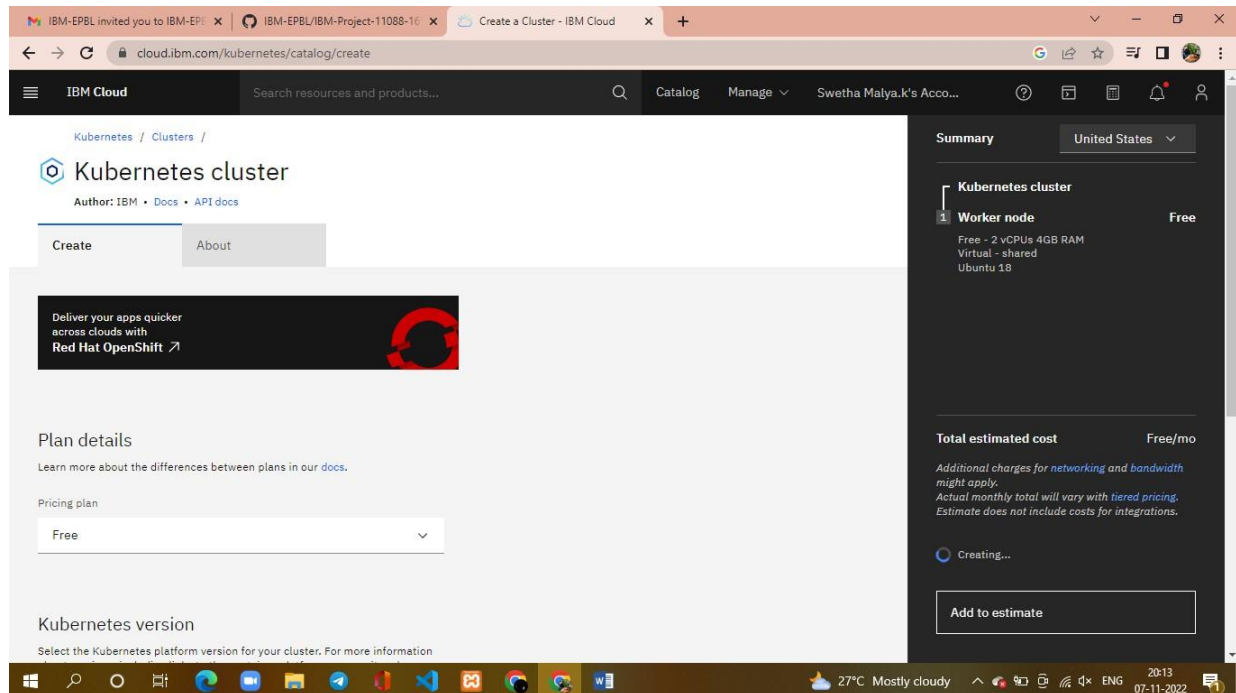 IBM-EPBL invited you to IBM-EPB
IBM-EPBL/IBM-Project-11088-16
Create a Cluster - IBM Cloud
cloud.ibm.com/kubernetes/catalog/create
IBM Cloud
Search resources and products...
Catalog
Manage
Swetha Malya.k's Acco...
Kubernetes / Clusters /
Kubernetes cluster
Author: IBM • Docs • API docs
Create
About
Deliver your apps quicker
across clouds with
Red Hat OpenShift
Plan details
Learn more about the differences between plans in our docs.
Pricing plan
Free
Kubernetes version
Select the Kubernetes platform version for your cluster. For more information
Summary
United States
Kubernetes cluster
1 Worker node Free
Free - 2 vCPUs 4GB RAM
Virtual - shared
Ubuntu 18
Total estimated cost Free/mo
Additional charges for networking and bandwidth
might apply.
Actual monthly total will vary with tiered pricing.
Estimate does not include costs for integrations.
Creating...
Add to estimate
27°C Mostly cloudy
ENG
20:13
07-11-2022